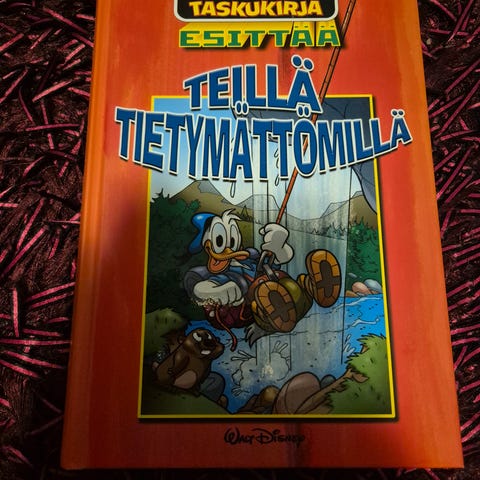 TASKUKIRJA
ESITTÄÄ
TEILLÄ
TIETYMÄTTÖMILLÄ
WALT DISNEY